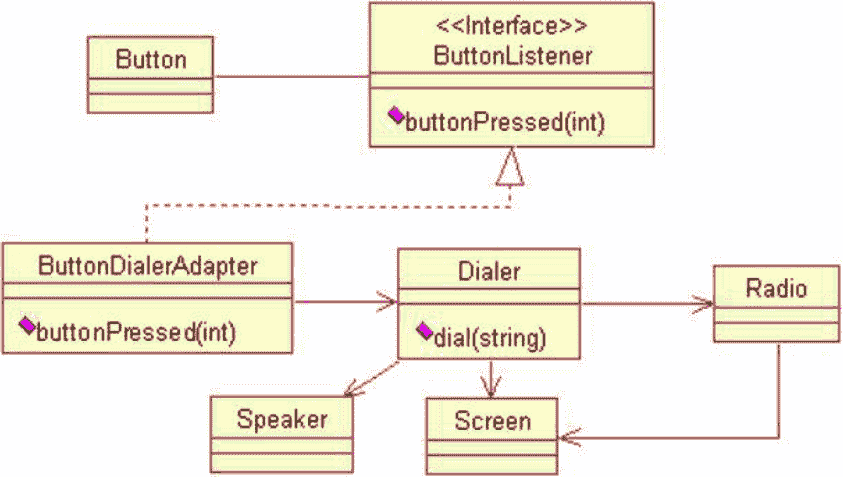 Button
<<Interface>>
ButtonListener
buttonPressed(int)
ButtonDialerAdapter
buttonPressed(int)
Dialer
dial(string)
Radio
Speaker
Screen